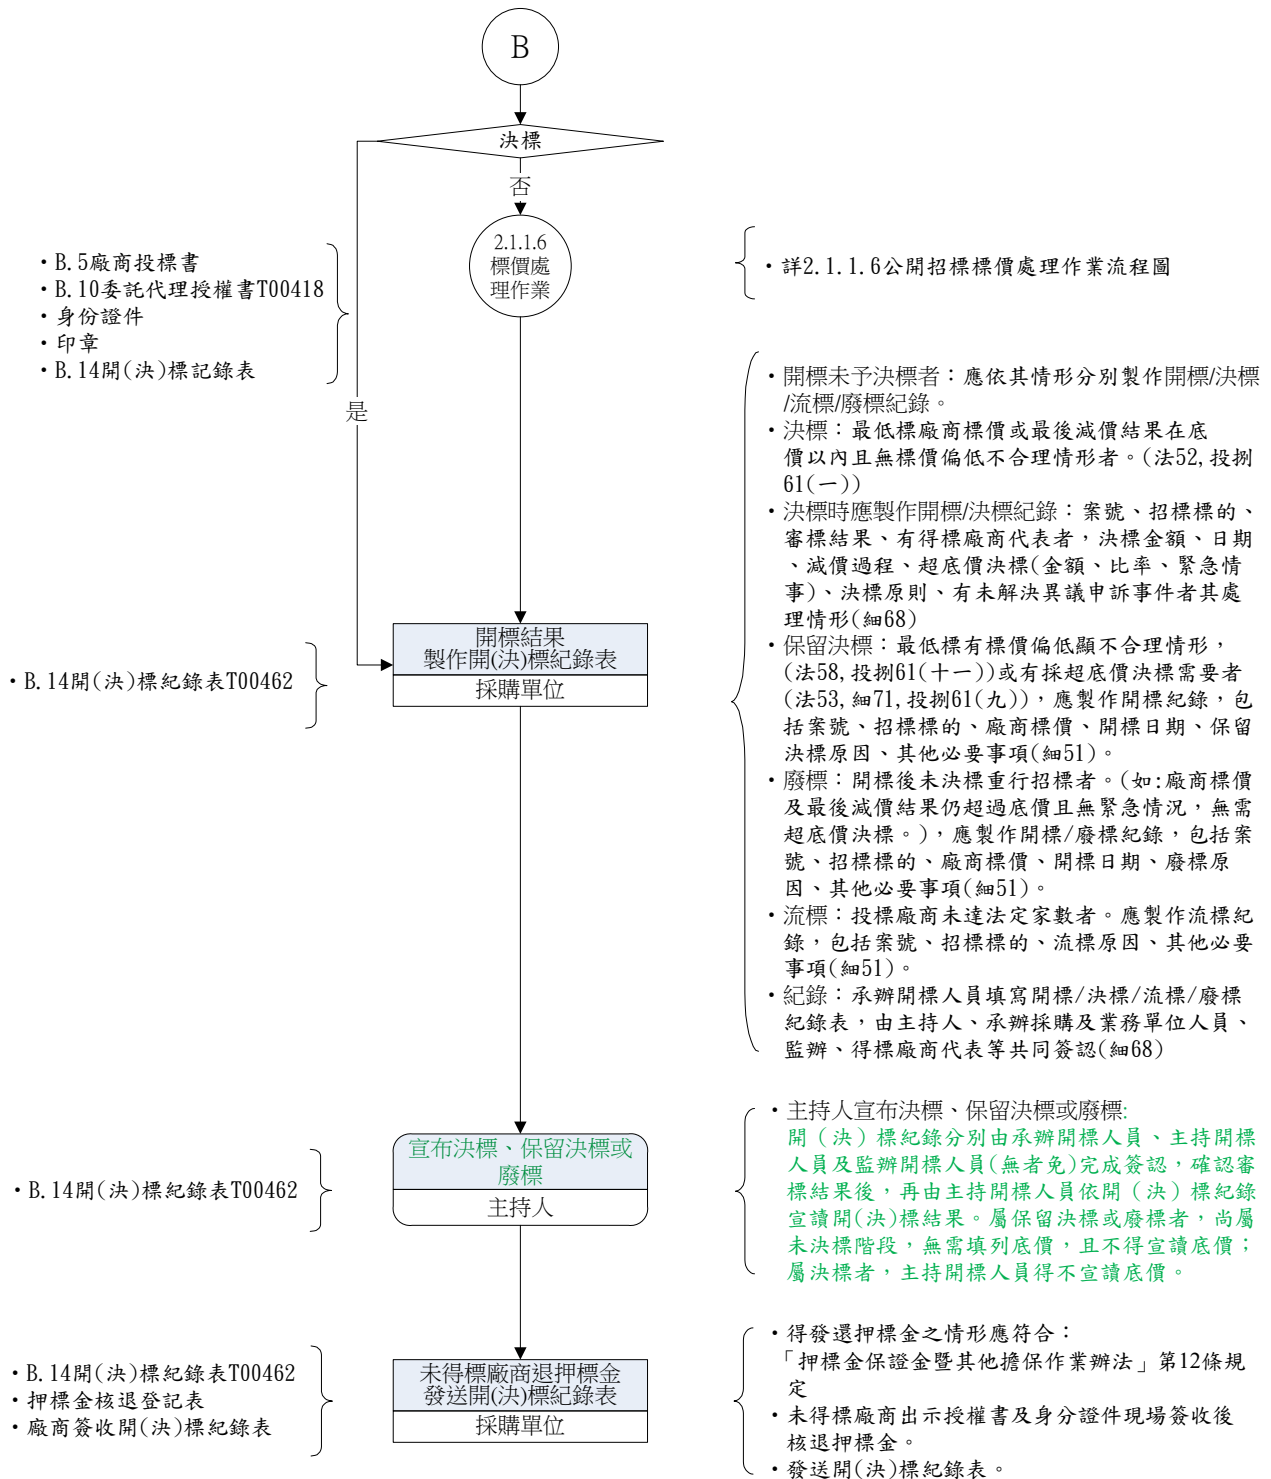 B
決標
否
2.1.1.6
標價處
理作業
是
・B.5廠商投標書
・B.10委託代理授權書T00418
・身份證件
・印章
・B.14開(決)標記錄表
・詳2.1.1.6公開招標標價處理作業流程圖
開標結果
製作開(決)標紀錄表
採購單位
・B.14開(決)標紀錄表T00462
・開標未予決標者：應依其情形分別製作開標/決標
/流標/廢標紀錄。
・決標：最低標廠商標價或最後減價結果在底
價以內且無標價偏低不合理情形者。(法52,投捌
61(一))
・決標時應製作開標/決標紀錄：案號、招標標的、
審標結果、有得標廠商代表者，決標金額、日期
、減價過程、超底價決標(金額、比率、緊急情
事)、決標原則、有未解決異議申訴事件者其處
理情形(細68)
・保留決標：最低標有標價偏低顯不合理情形，
(法58,投捌61(十一))或有採超底價決標需要者
(法53,細71,投捌61(九))，應製作開標紀錄，包
括案號、招標標的、廠商標價、開標日期、保留
決標原因、其他必要事項(細51)。
・廢標：開標後未決標重行招標者。(如:廠商標價
及最後減價結果仍超過底價且無緊急情況，無需
超底價決標。)，應製作開標/廢標紀錄，包括案
號、招標標的、廠商標價、開標日期、廢標原
因、其他必要事項(細51)。
・流標：投標廠商未達法定家數者。應製作流標紀
錄，包括案號、招標標的、流標原因、其他必要
事項(細51)。
・紀錄：承辦開標人員填寫開標/決標/流標/廢標
紀錄表，由主持人、承辦採購及業務單位人員、
監辦、得標廠商代表等共同簽認(細68)
宣布決標、保留決標或
廢標
主持人
・B.14開(決)標紀錄表T00462
・主持人宣布決標、保留決標或廢標:
開（決）標紀錄分別由承辦開標人員、主持開標
人員及監辦開標人員(無者免)完成簽認，確認審
標結果後，再由主持開標人員依開（決）標紀錄
宣讀開(決)標結果。屬保留決標或廢標者，尚屬
未決標階段，無需填列底價，且不得宣讀底價；
屬決標者，主持開標人員得不宣讀底價。
未得標廠商退押標金
發送開(決)標紀錄表
採購單位
・B.14開(決)標紀錄表T00462
・押標金核退登記表
・廠商簽收開(決)標紀錄表
・得發還押標金之情形應符合：
「押標金保證金暨其他擔保作業辦法」第12條規
定
・未得標廠商出示授權書及身分證件現場簽收後
核退押標金。
・發送開(決)標紀錄表。